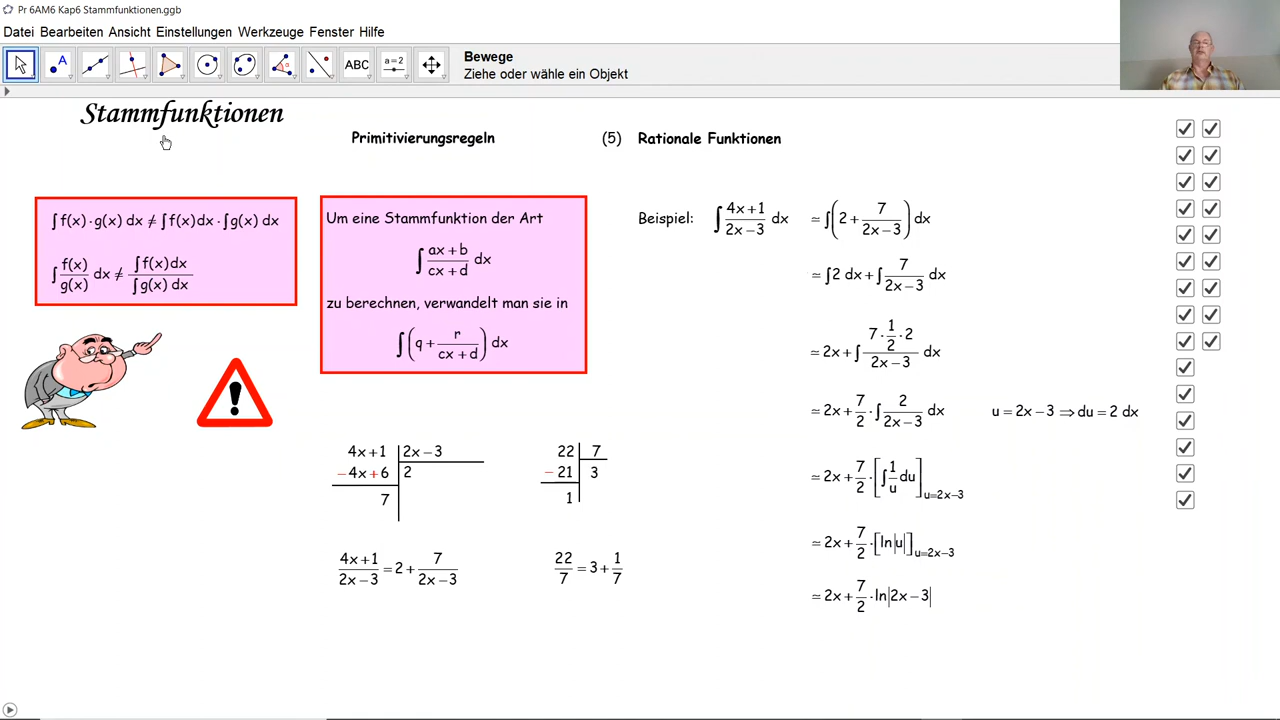 Pr 6AM6 Kap6 Stammfunktionen.ggb
Datei Bearbeiten Ansicht Einstellungen Werkzeuge Fenster Hilfe
A ABC a=2
Bewege
Ziehe oder wähle ein Objekt
Stammfunktionen
Primitivierungsregeln
(5) Rationale Funktionen
∫f(x)·g(x) dx ≠ ∫f(x)dx·∫g(x) dx
∫ f(x)/g(x) dx ≠ ∫f(x)dx / ∫g(x) dx
Um eine Stammfunktion der Art
∫ (ax+b)/(cx+d) dx
zu berechnen, verwandelt man sie in
∫(q + r/(cx+d)) dx
4x+1 | 2x−3
−4x+6 | 2
7
22 | 7
−21 | 3
1
(4x+1)/(2x−3) = 2 + 7/(2x−3)
22/7 = 3 + 1/7
Beispiel: ∫ (4x+1)/(2x−3) dx ≃ ∫(2 + 7/(2x−3)) dx
≃ ∫2 dx + ∫ 7/(2x−3) dx
≃ 2x + ∫ (7·1/2·2)/(2x−3) dx
≃ 2x + 7/2 · ∫ 2/(2x−3) dx u = 2x−3 ⇒ du = 2 dx
≃ 2x + 7/2 · [∫ 1/u du] u=2x−3
≃ 2x + 7/2 · [ln|u|] u=2x−3
≃ 2x + 7/2 · ln|2x−3|